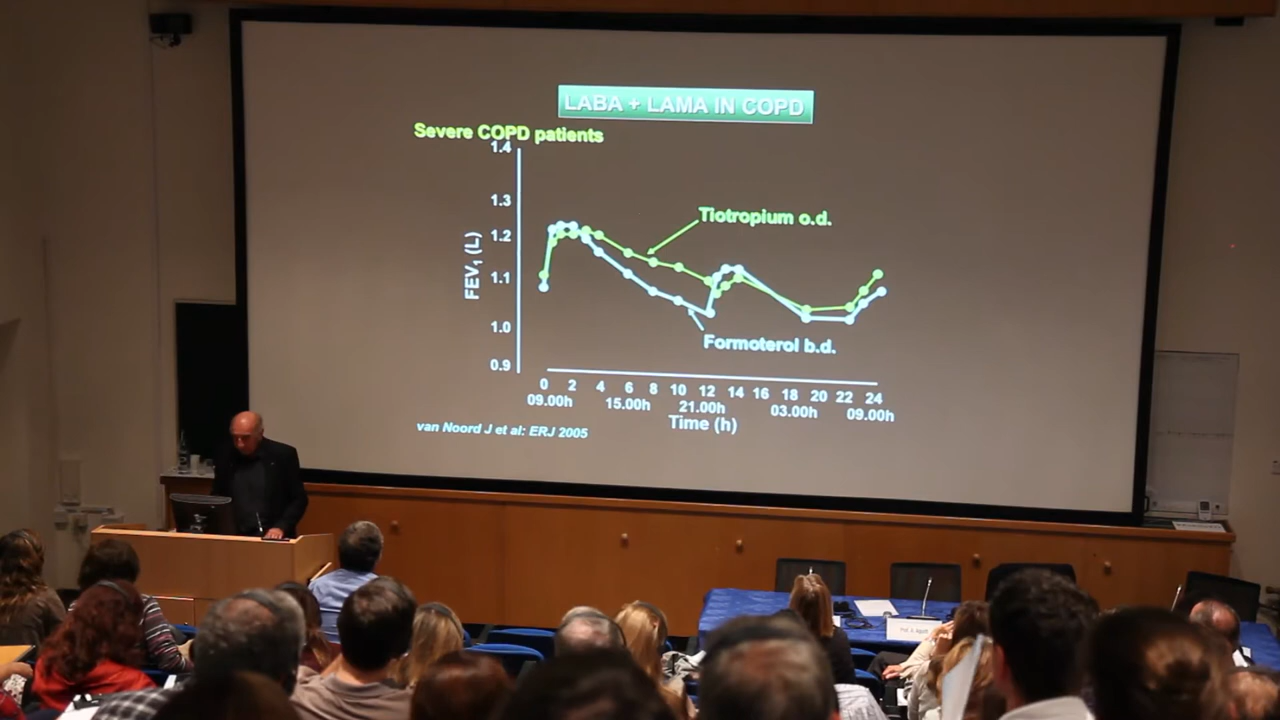 LABA + LAMA IN COPD
Severe COPD patients
1.4
1.3
1.2
1.1
1.0
0.9
FEV₁ (L)
Tiotropium o.d.
Formoterol b.d.
0 2 4 6 8 10 12 14 16 18 20 22 24
09.00h 15.00h 21.00h 03.00h 09.00h
Time (h)
van Noord J et al: ERJ 2005